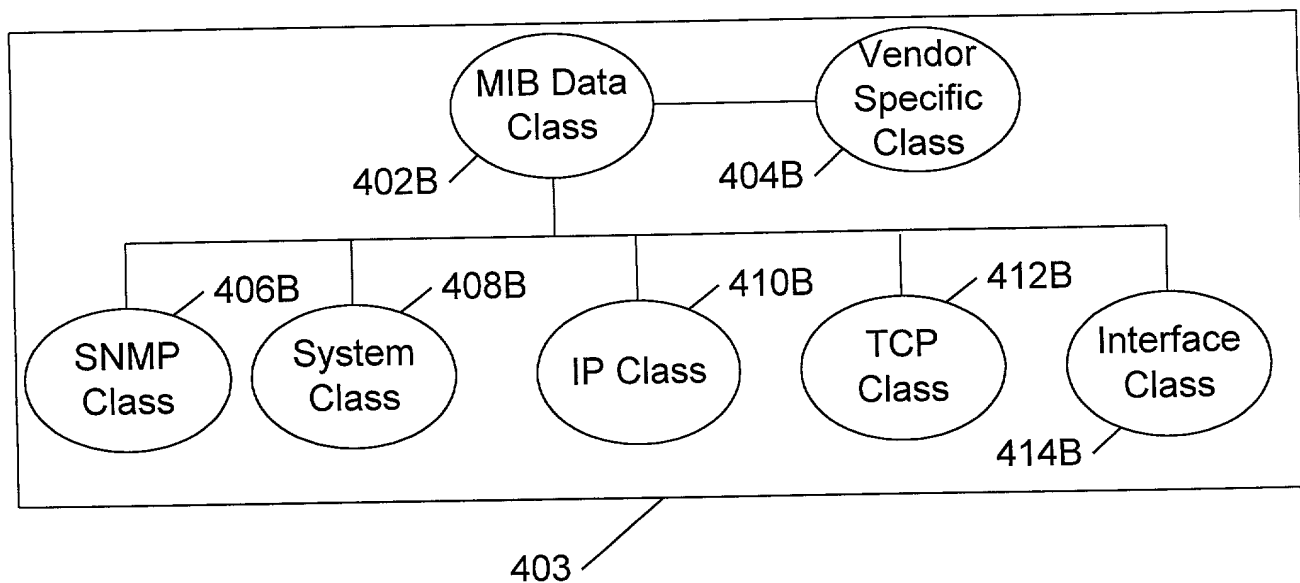 MIB Data
Class
Vendor
Specific
Class
402B
404B
406B
408B
410B
412B
SNMP
Class
System
Class
IP Class
TCP
Class
Interface
Class
414B
403